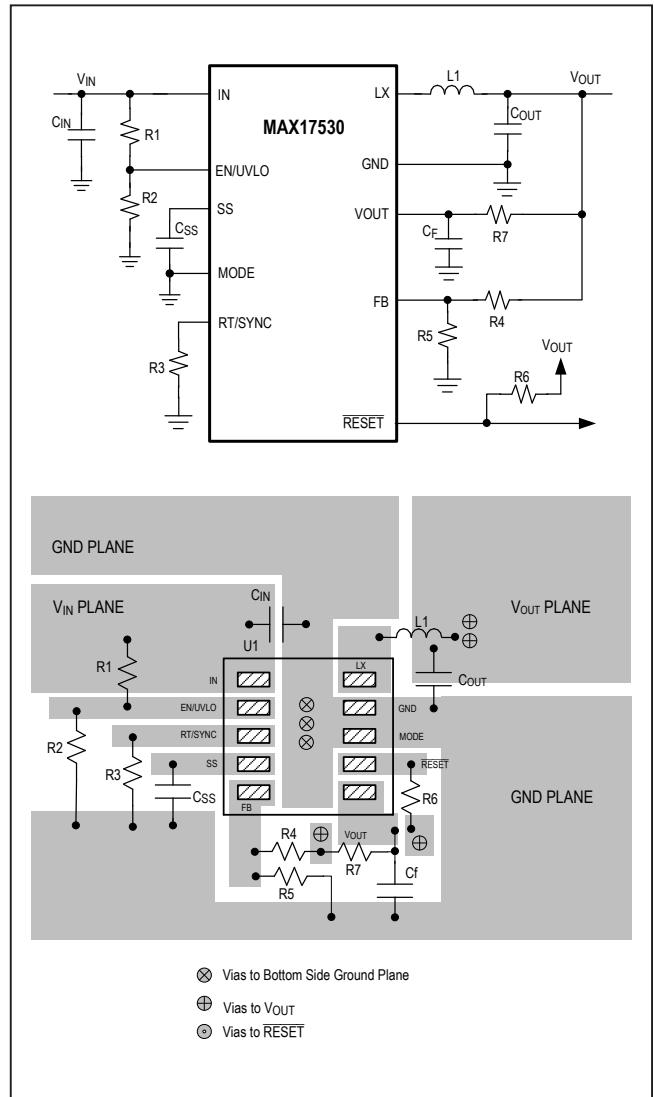 VIN
IN
R1
CIN
EN/UVLO
R2
SS
CSS
MODE
RT/SYNC
R3
MAX17530
LX
L1
VOUT
COUT
GND
VOUT
R7
CF
FB
R4
R5
VOUT
R6
RESET
GND PLANE
VIN PLANE
CIN
U1
L1
VOUT PLANE
R1
IN
LX
COUT
EN/UVLO
GND
R2
RT/SYNC
MODE
R3
SS
RESET
CSS
R6
GND PLANE
FB
R4
VOUT
R7
R5
Cf
Vias to Bottom Side Ground Plane
Vias to VOUT
Vias to RESET